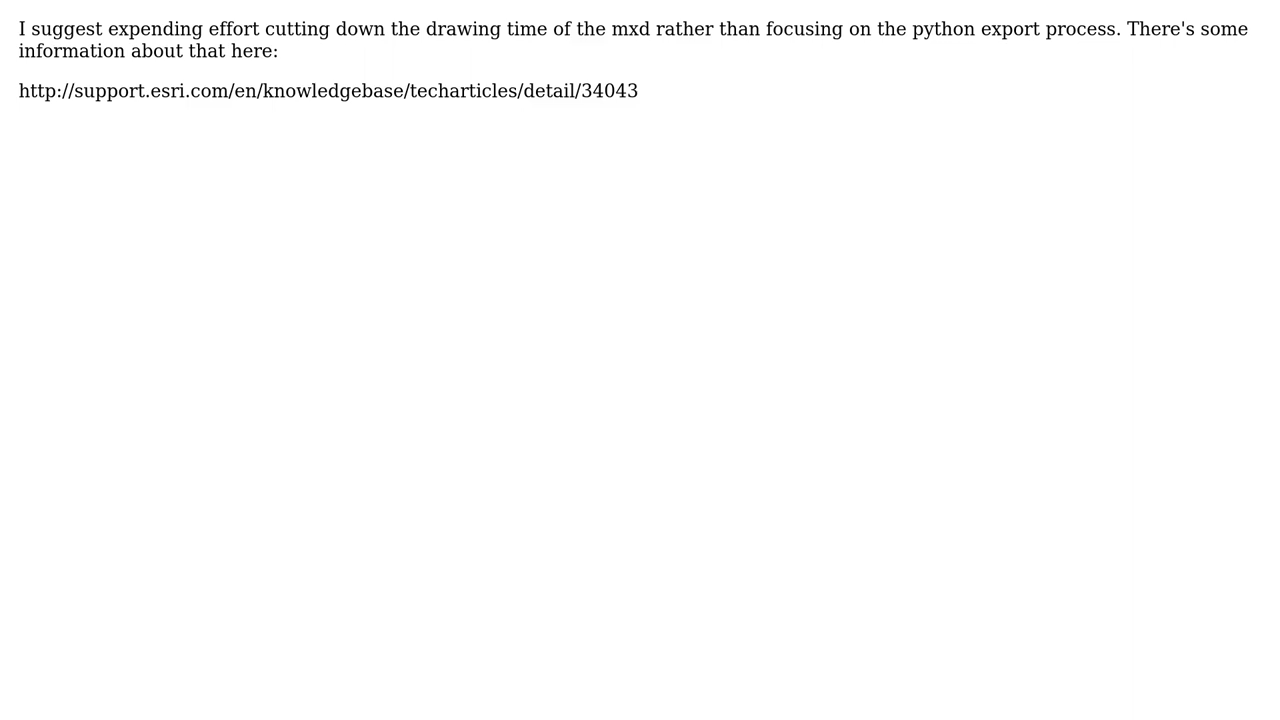 I suggest expending effort cutting down the drawing time of the mxd rather than focusing on the python export process. There's some
information about that here:
http://support.esri.com/en/knowledgebase/techarticles/detail/34043